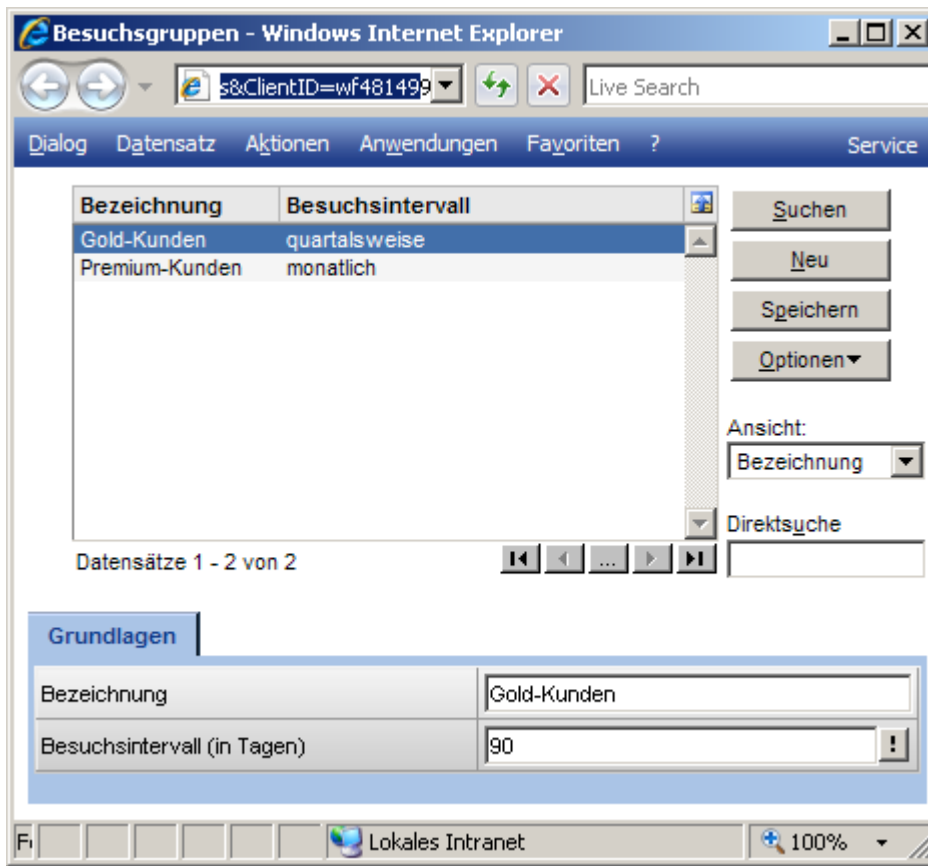 Besuchsgruppen - Windows Internet Explorer
s&ClientID=wf481499 Live Search
Dialog Datensatz Aktionen Anwendungen Favoriten ? Service
Bezeichnung Besuchsintervall
Gold-Kunden quartalsweise
Premium-Kunden monatlich
Suchen
Neu
Speichern
Optionen
Ansicht:
Bezeichnung
Direktsuche
Datensätze 1 - 2 von 2 ...
Grundlagen
Bezeichnung Gold-Kunden
Besuchsintervall (in Tagen) 90 !
Lokales Intranet 100%